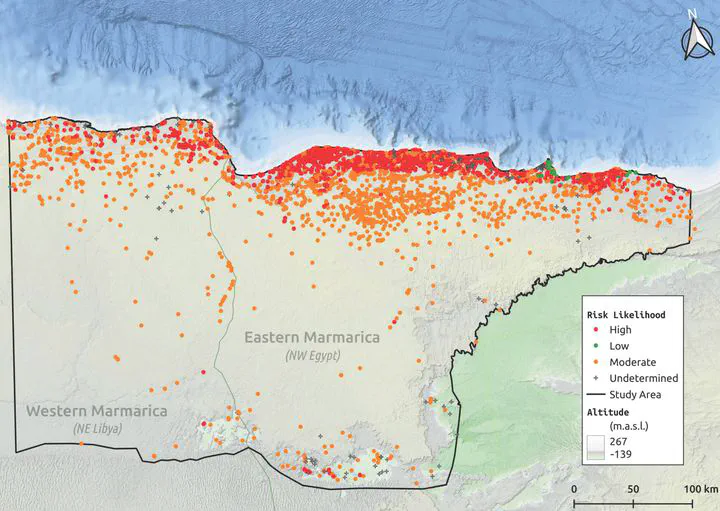 N
Eastern Marmarica
(NW Egypt)
Western Marmarica
(NE Libya)
Risk Likelihood
High
Low
Moderate
Undetermined
Study Area
Altitude
(m.a.s.l.)
267
-139
0 50 100 km